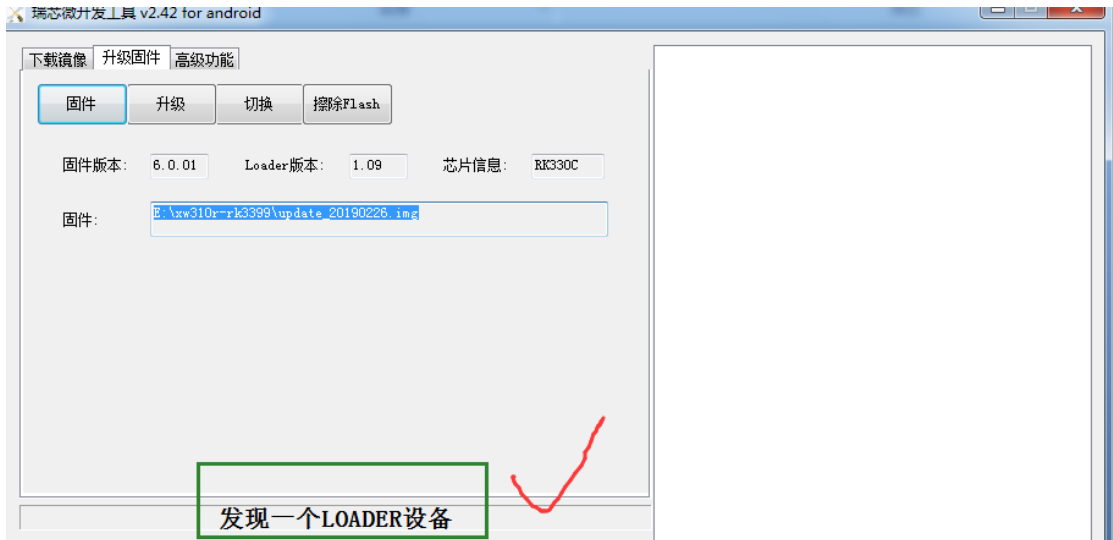 瑞芯微开发工具 v2.42 for android
下载镜像 升级固件 高级功能
固件 升级 切换 擦除Flash
固件版本: 6.0.01 Loader版本: 1.09 芯片信息: RK330C
固件: E:\xw310r-rk3399\update_20190226.img
发现一个LOADER设备